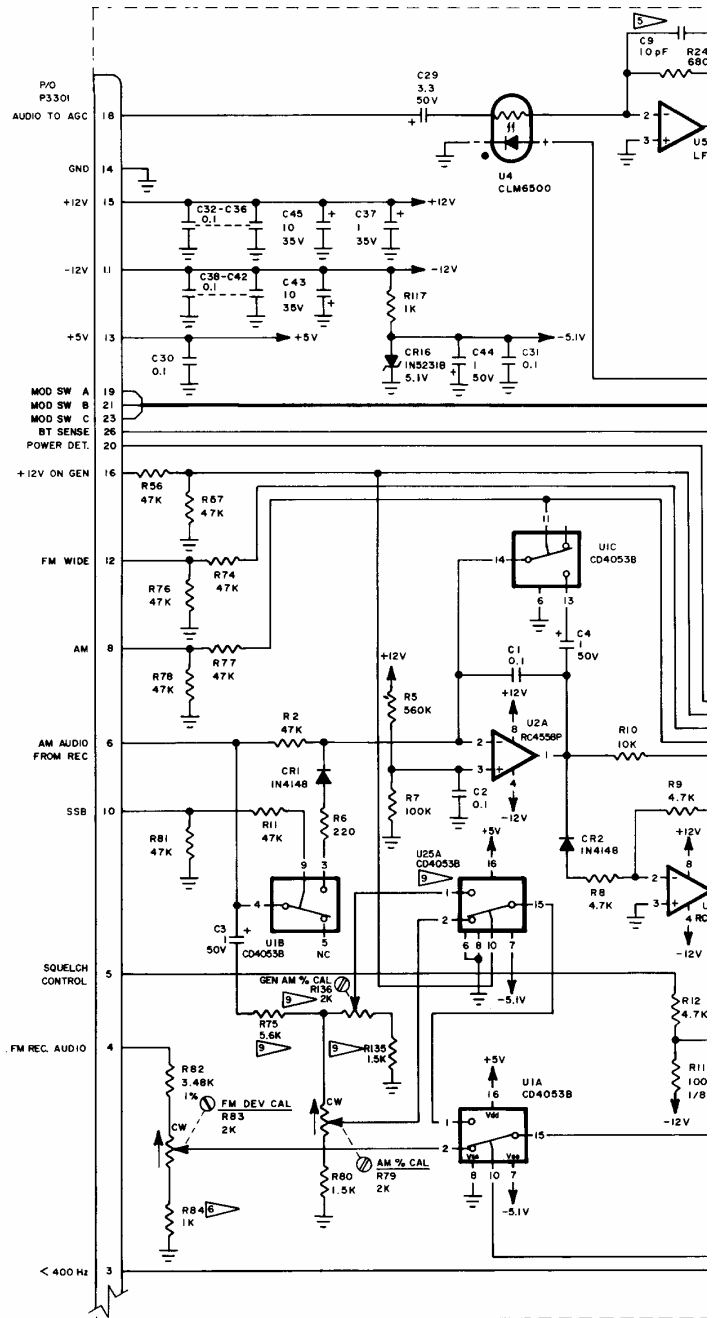 5
C9
10 pF
R24
680
P/O
P3301
AUDIO TO AGC 18
C29
3.3
50V
+
- +
U4
CLM6500
2 -
3 +
U5
LF
GND 14
+12V 15
C32-C36
0.1
C45
10
35V
+
C37
1
35V
+
+12V
-12V 11
C38-C42
0.1
C43
10
35V
+
-12V
R117
1K
+5V 13
C30
0.1
+5V
CR16
1N5231B
5.1V
C44
1
50V
+
C31
0.1
-5.1V
MOD SW A 19
MOD SW B 21
MOD SW C 23
BT SENSE 26
POWER DET. 20
+12V ON GEN 16
R56
47K
R57
47K
11
14
U1C
CD4053B
6
13
FM WIDE 12
R74
47K
R76
47K
+
C4
1
50V
AM 8
R77
47K
R78
47K
+12V
R5
560K
C1
0.1
+12V
8
U2A
RC4558P
AM AUDIO
FROM REC
6
R2
47K
2 -
3 +
1
4
-12V
R10
10K
CR1
1N4148
R7
100K
C2
0.1
R9
4.7K
SSB 10
R11
47K
R6
220
R81
47K
CR2
1N4148
+12V
8
+5V
16
U25A
CD4053B
9
R8
4.7K
2 -
3 +
4
U
RC
-12V
9
3
4
5
NC
U1B
CD4053B
C3
1
50V
+
1
2
15
6
8
10
7
-5.1V
SQUELCH
CONTROL
5
GEN AM % CAL
R136
2K
9
R12
4.7K
R75
5.6K
9
9
R135
1.5K
FM REC. AUDIO 4
R82
3.48K
1%
R11
100
1/8
-12V
+5V
16
U1A
CD4053B
Vdd
FM DEV CAL
R83
2K
CW
CW
1
2
15
Vss
Vee
8
10
7
-5.1V
AM % CAL
R79
2K
R80
1.5K
R84
1K
6
< 400 Hz 3